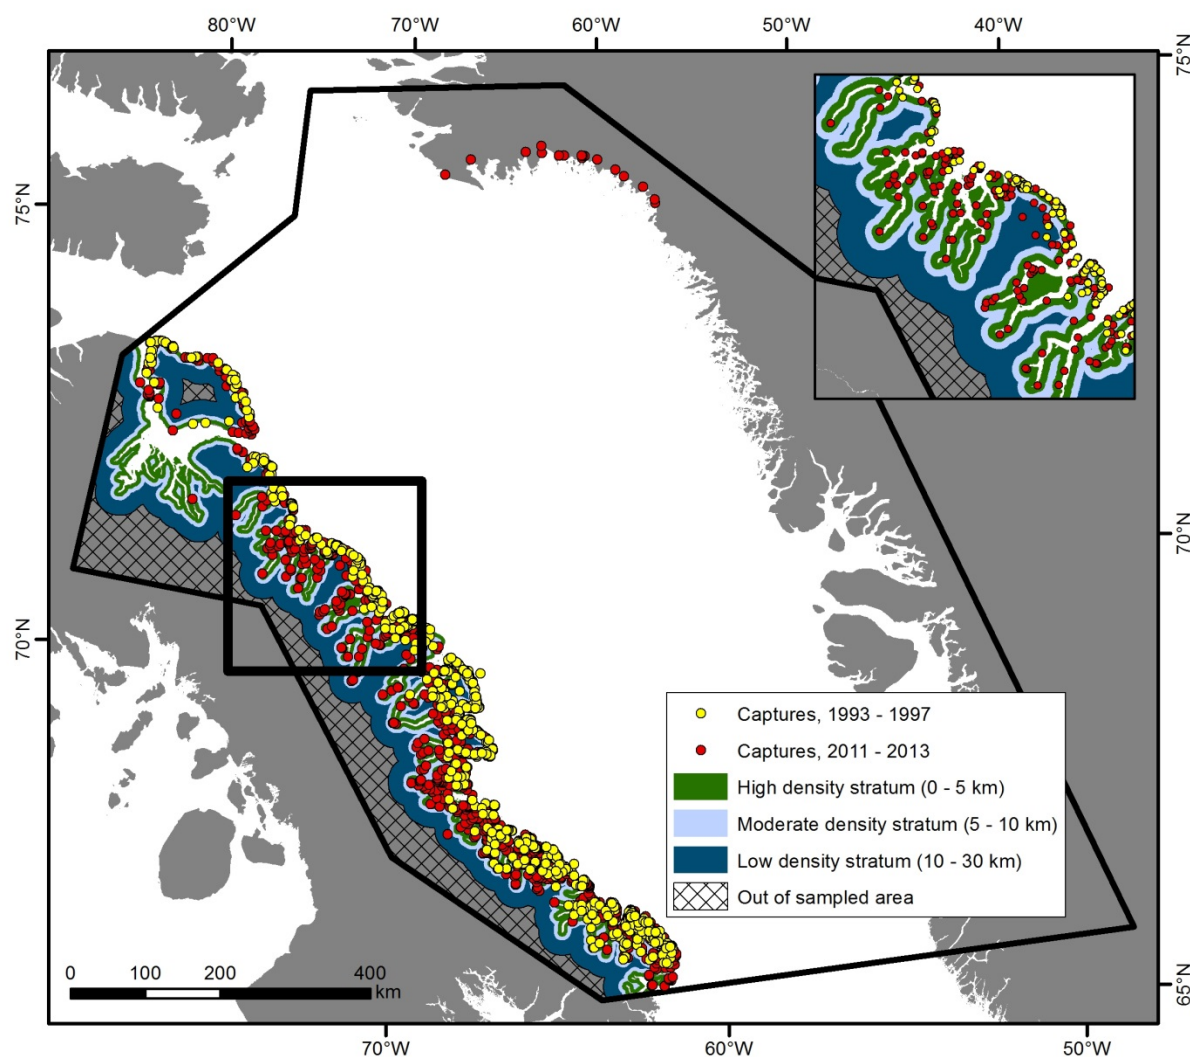 80°W 70°W 60°W 50°W 40°W
75°N
75°N
70°N
70°N
Captures, 1993 - 1997
Captures, 2011 - 2013
High density stratum (0 - 5 km)
Moderate density stratum (5 - 10 km)
Low density stratum (10 - 30 km)
Out of sampled area
0 100 200 400
km
65°N
70°W 60°W 50°W